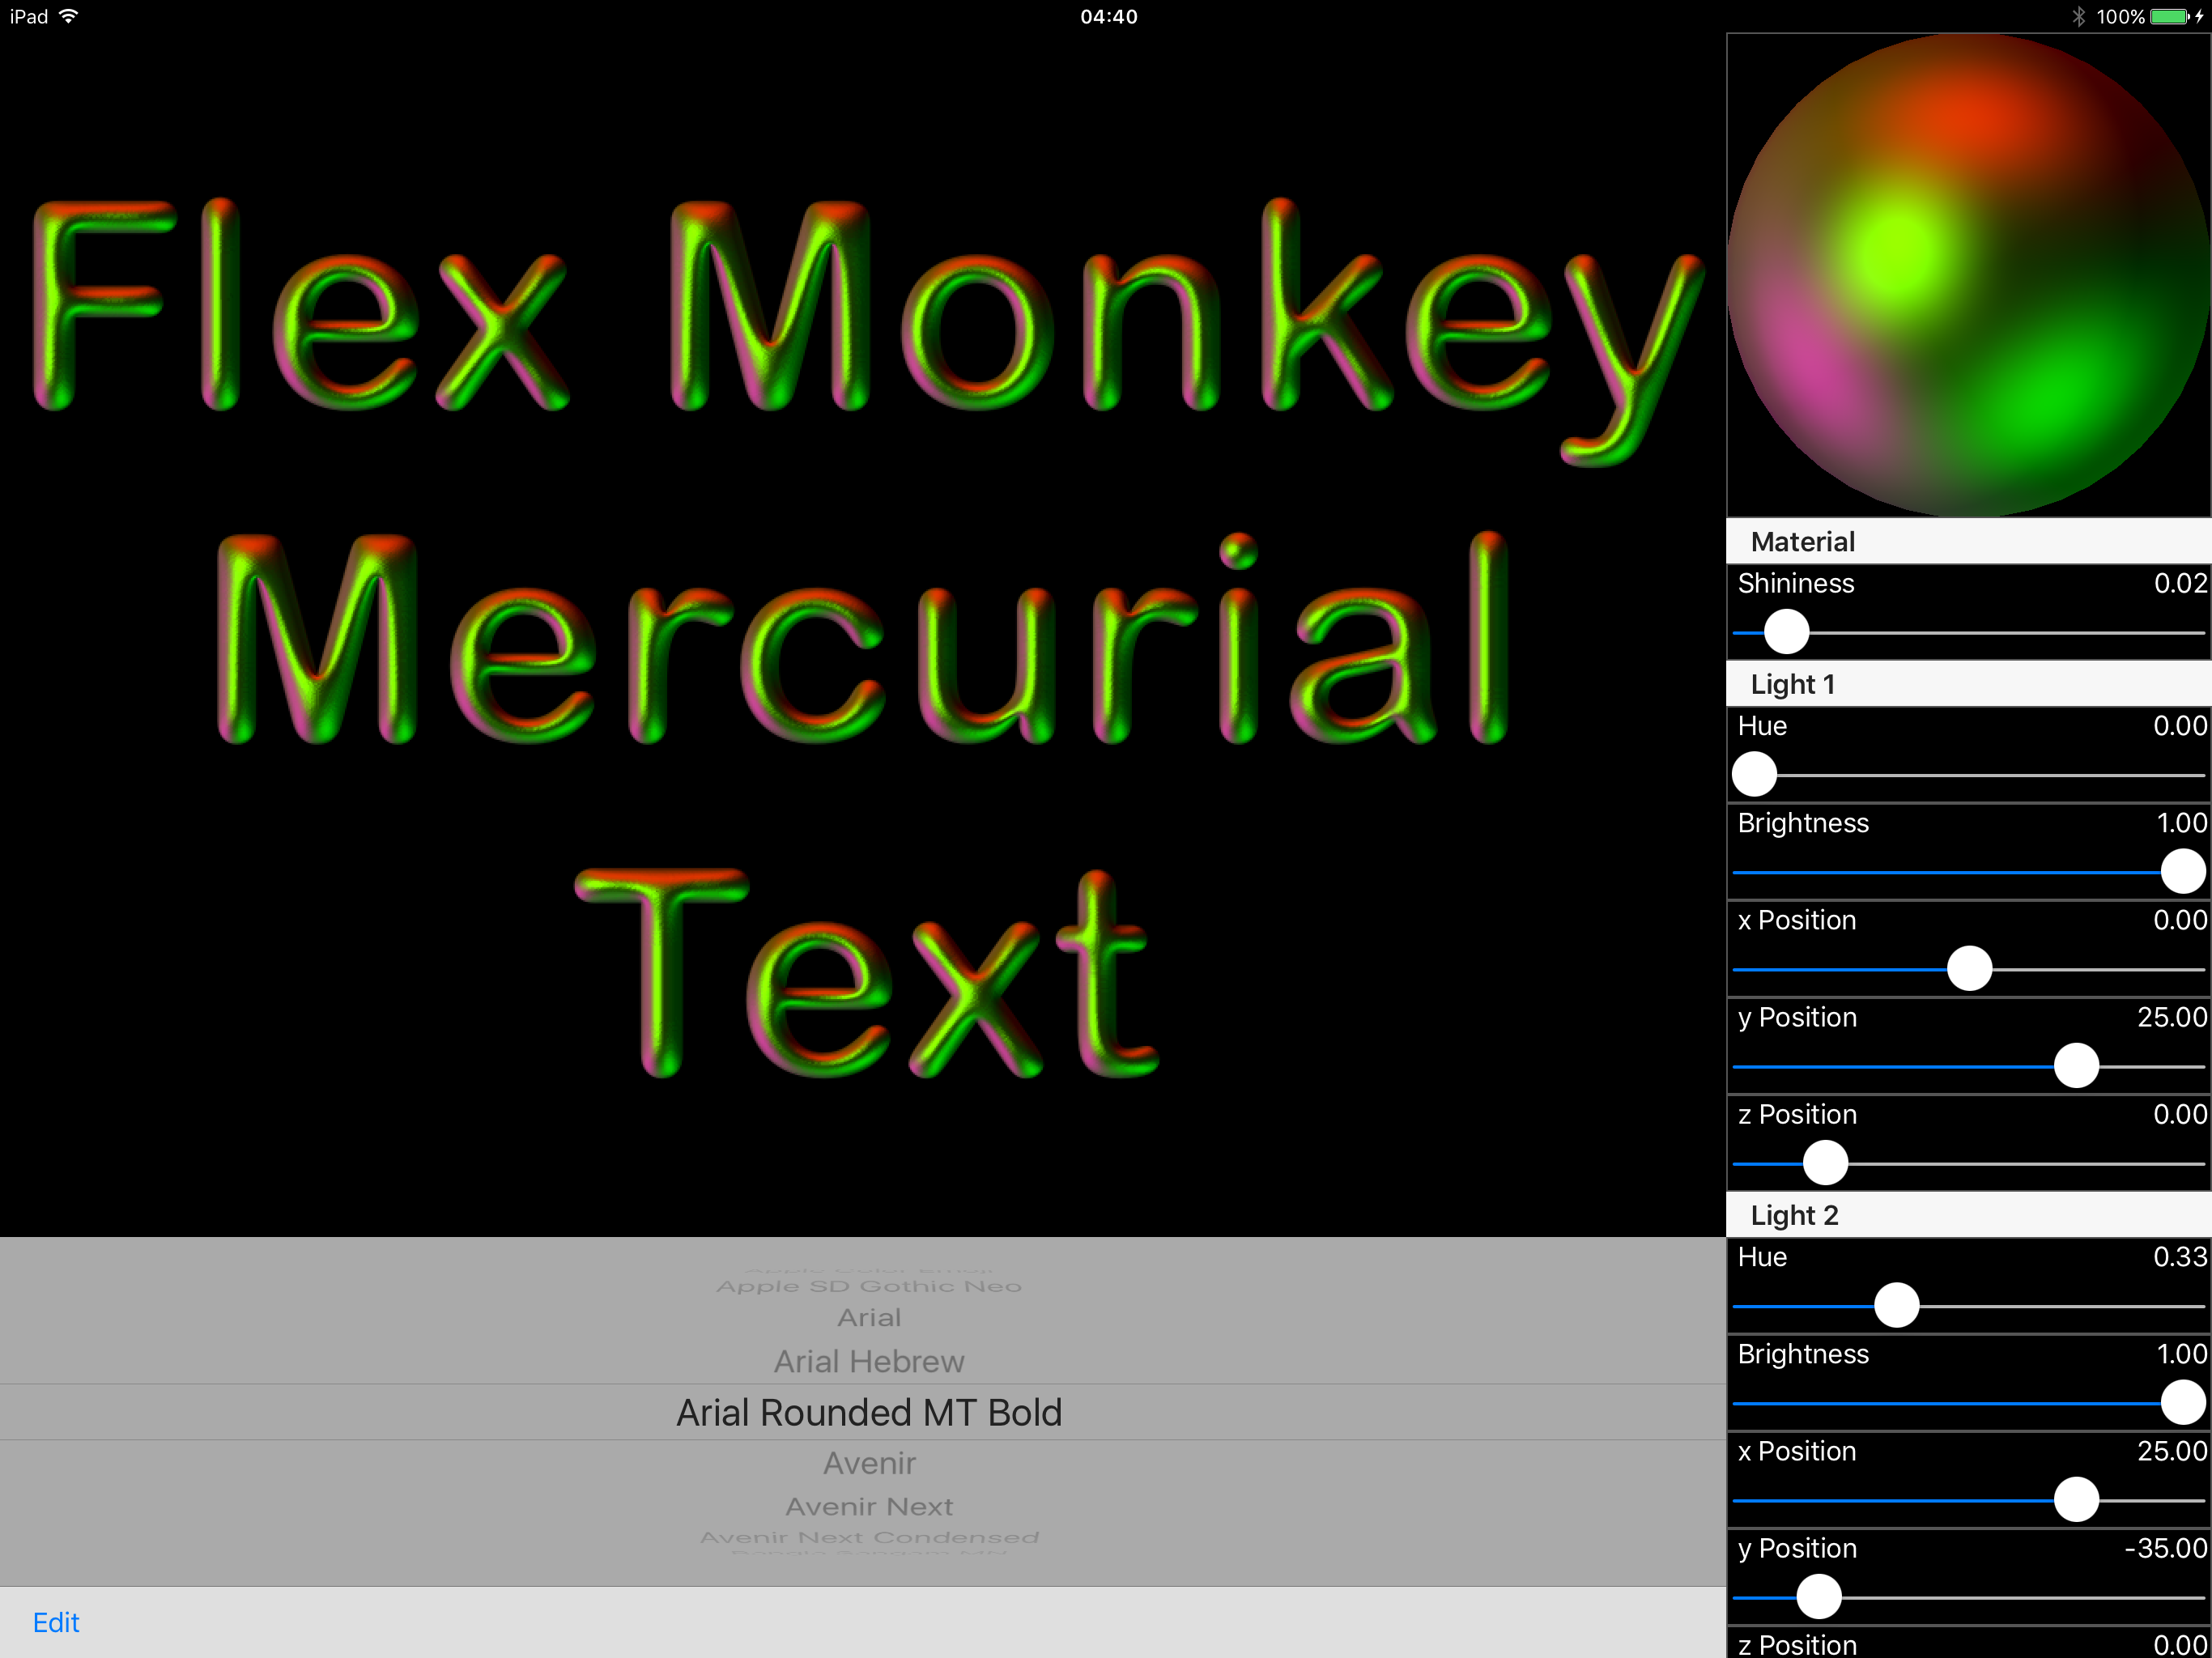 iPad 04:40 100%
Flex Monkey
Mercurial
Text
Material
Shininess 0.02
Light 1
Hue 0.00
Brightness 1.00
x Position 0.00
y Position 25.00
z Position 0.00
Light 2
Hue 0.33
Brightness 1.00
x Position 25.00
y Position -35.00
z Position 0.00
Apple Color Emoji
Apple SD Gothic Neo
Arial
Arial Hebrew
Arial Rounded MT Bold
Avenir
Avenir Next
Avenir Next Condensed
Edit